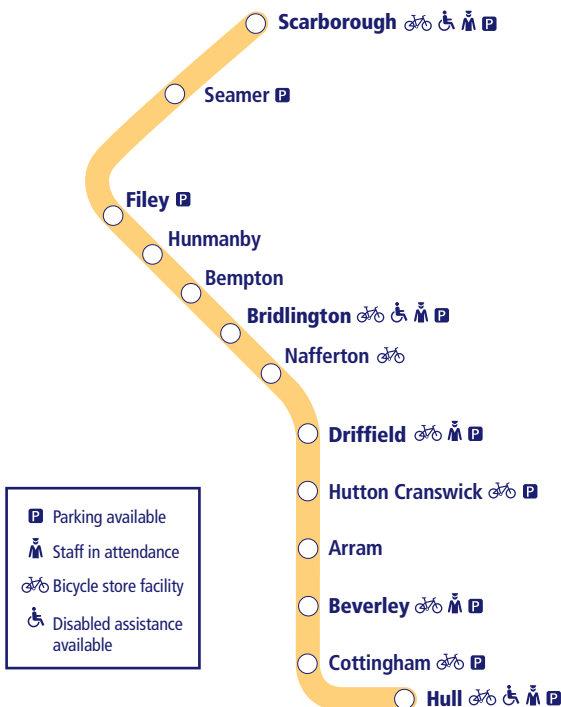 Scarborough P
Seamer P
Filey P
Hunmanby
Bempton
Bridlington P
Nafferton
Driffield P
Hutton Cranswick P
Arram
Beverley P
Cottingham P
Hull P
P Parking available
Staff in attendance
Bicycle store facility
Disabled assistance
available